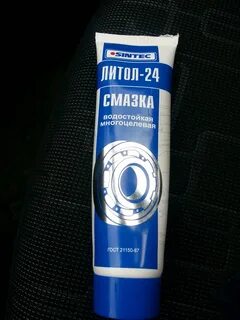 SINTEC
ЛИТОЛ-24
СМАЗКА
водостойкая
многоцелевая
ГОСТ 21150-87